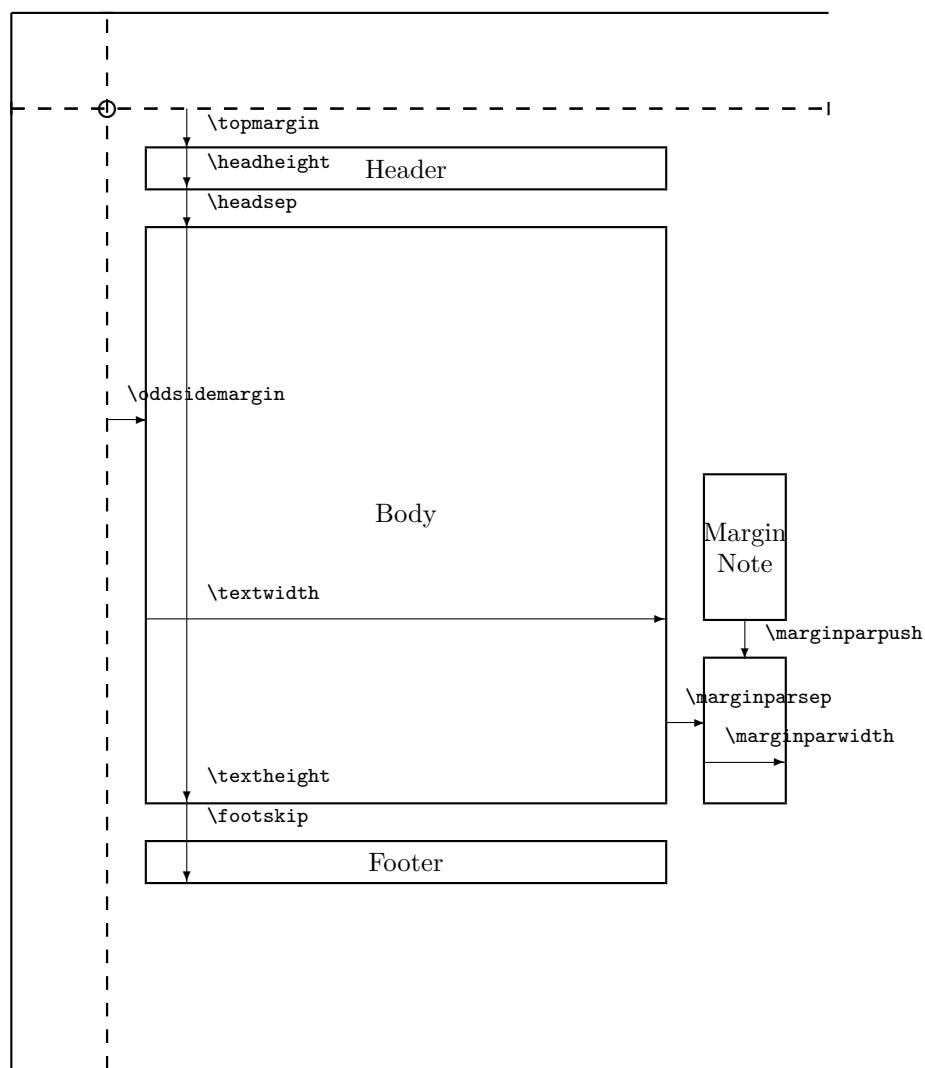 \topmargin
\headheight
Header
\headsep
\oddsidemargin
Body
Margin
Note
\textwidth
\marginparpush
\marginparsep
\marginparwidth
\textheight
\footskip
Footer